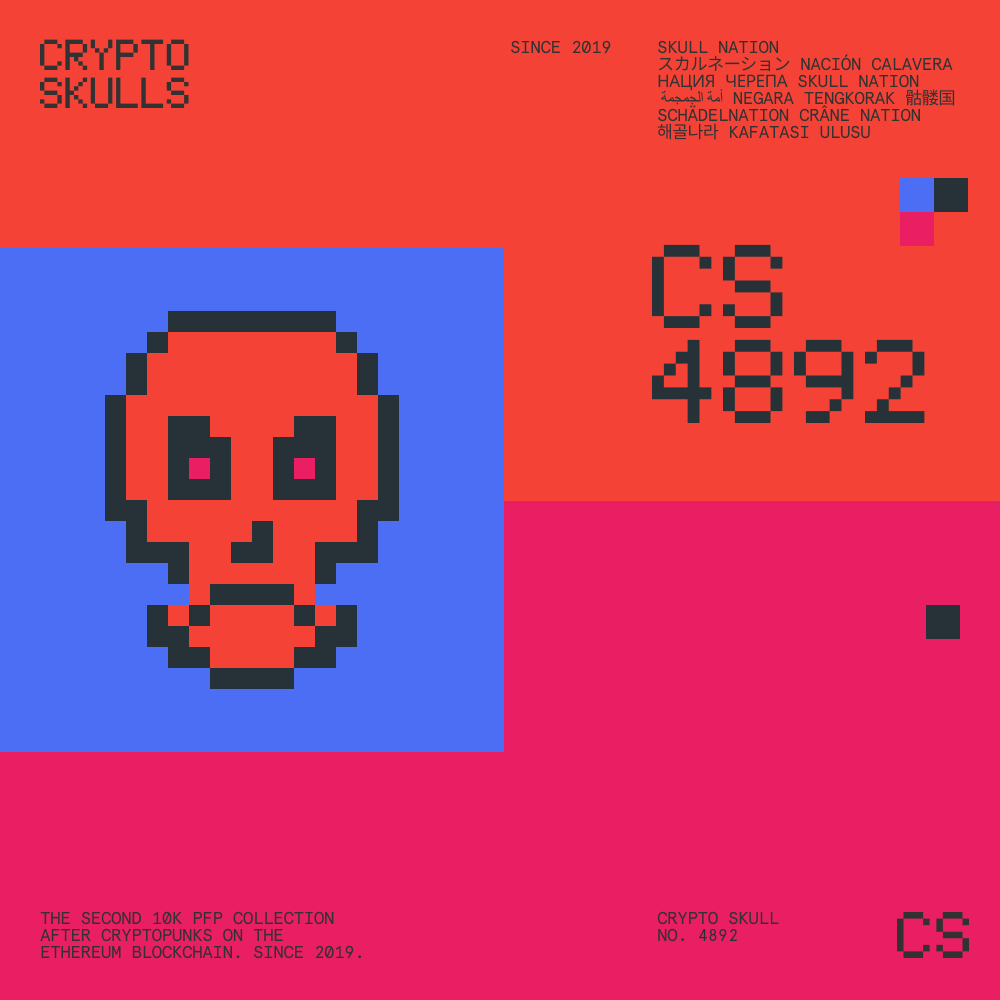 CRYPTO
SKULLS
SINCE 2019
SKULL NATION
スカルネーション NACIÓN CALAVERA
НАЦИЯ ЧЕРЕПА SKULL NATION
أمة الجمجمة NEGARA TENGKORAK 骷髅国
SCHÄDELNATION CRÂNE NATION
해골나라 KAFATASI ULUSU
CS
4892
THE SECOND 10K PFP COLLECTION
AFTER CRYPTOPUNKS ON THE
ETHEREUM BLOCKCHAIN. SINCE 2019.
CRYPTO SKULL
NO. 4892
CS